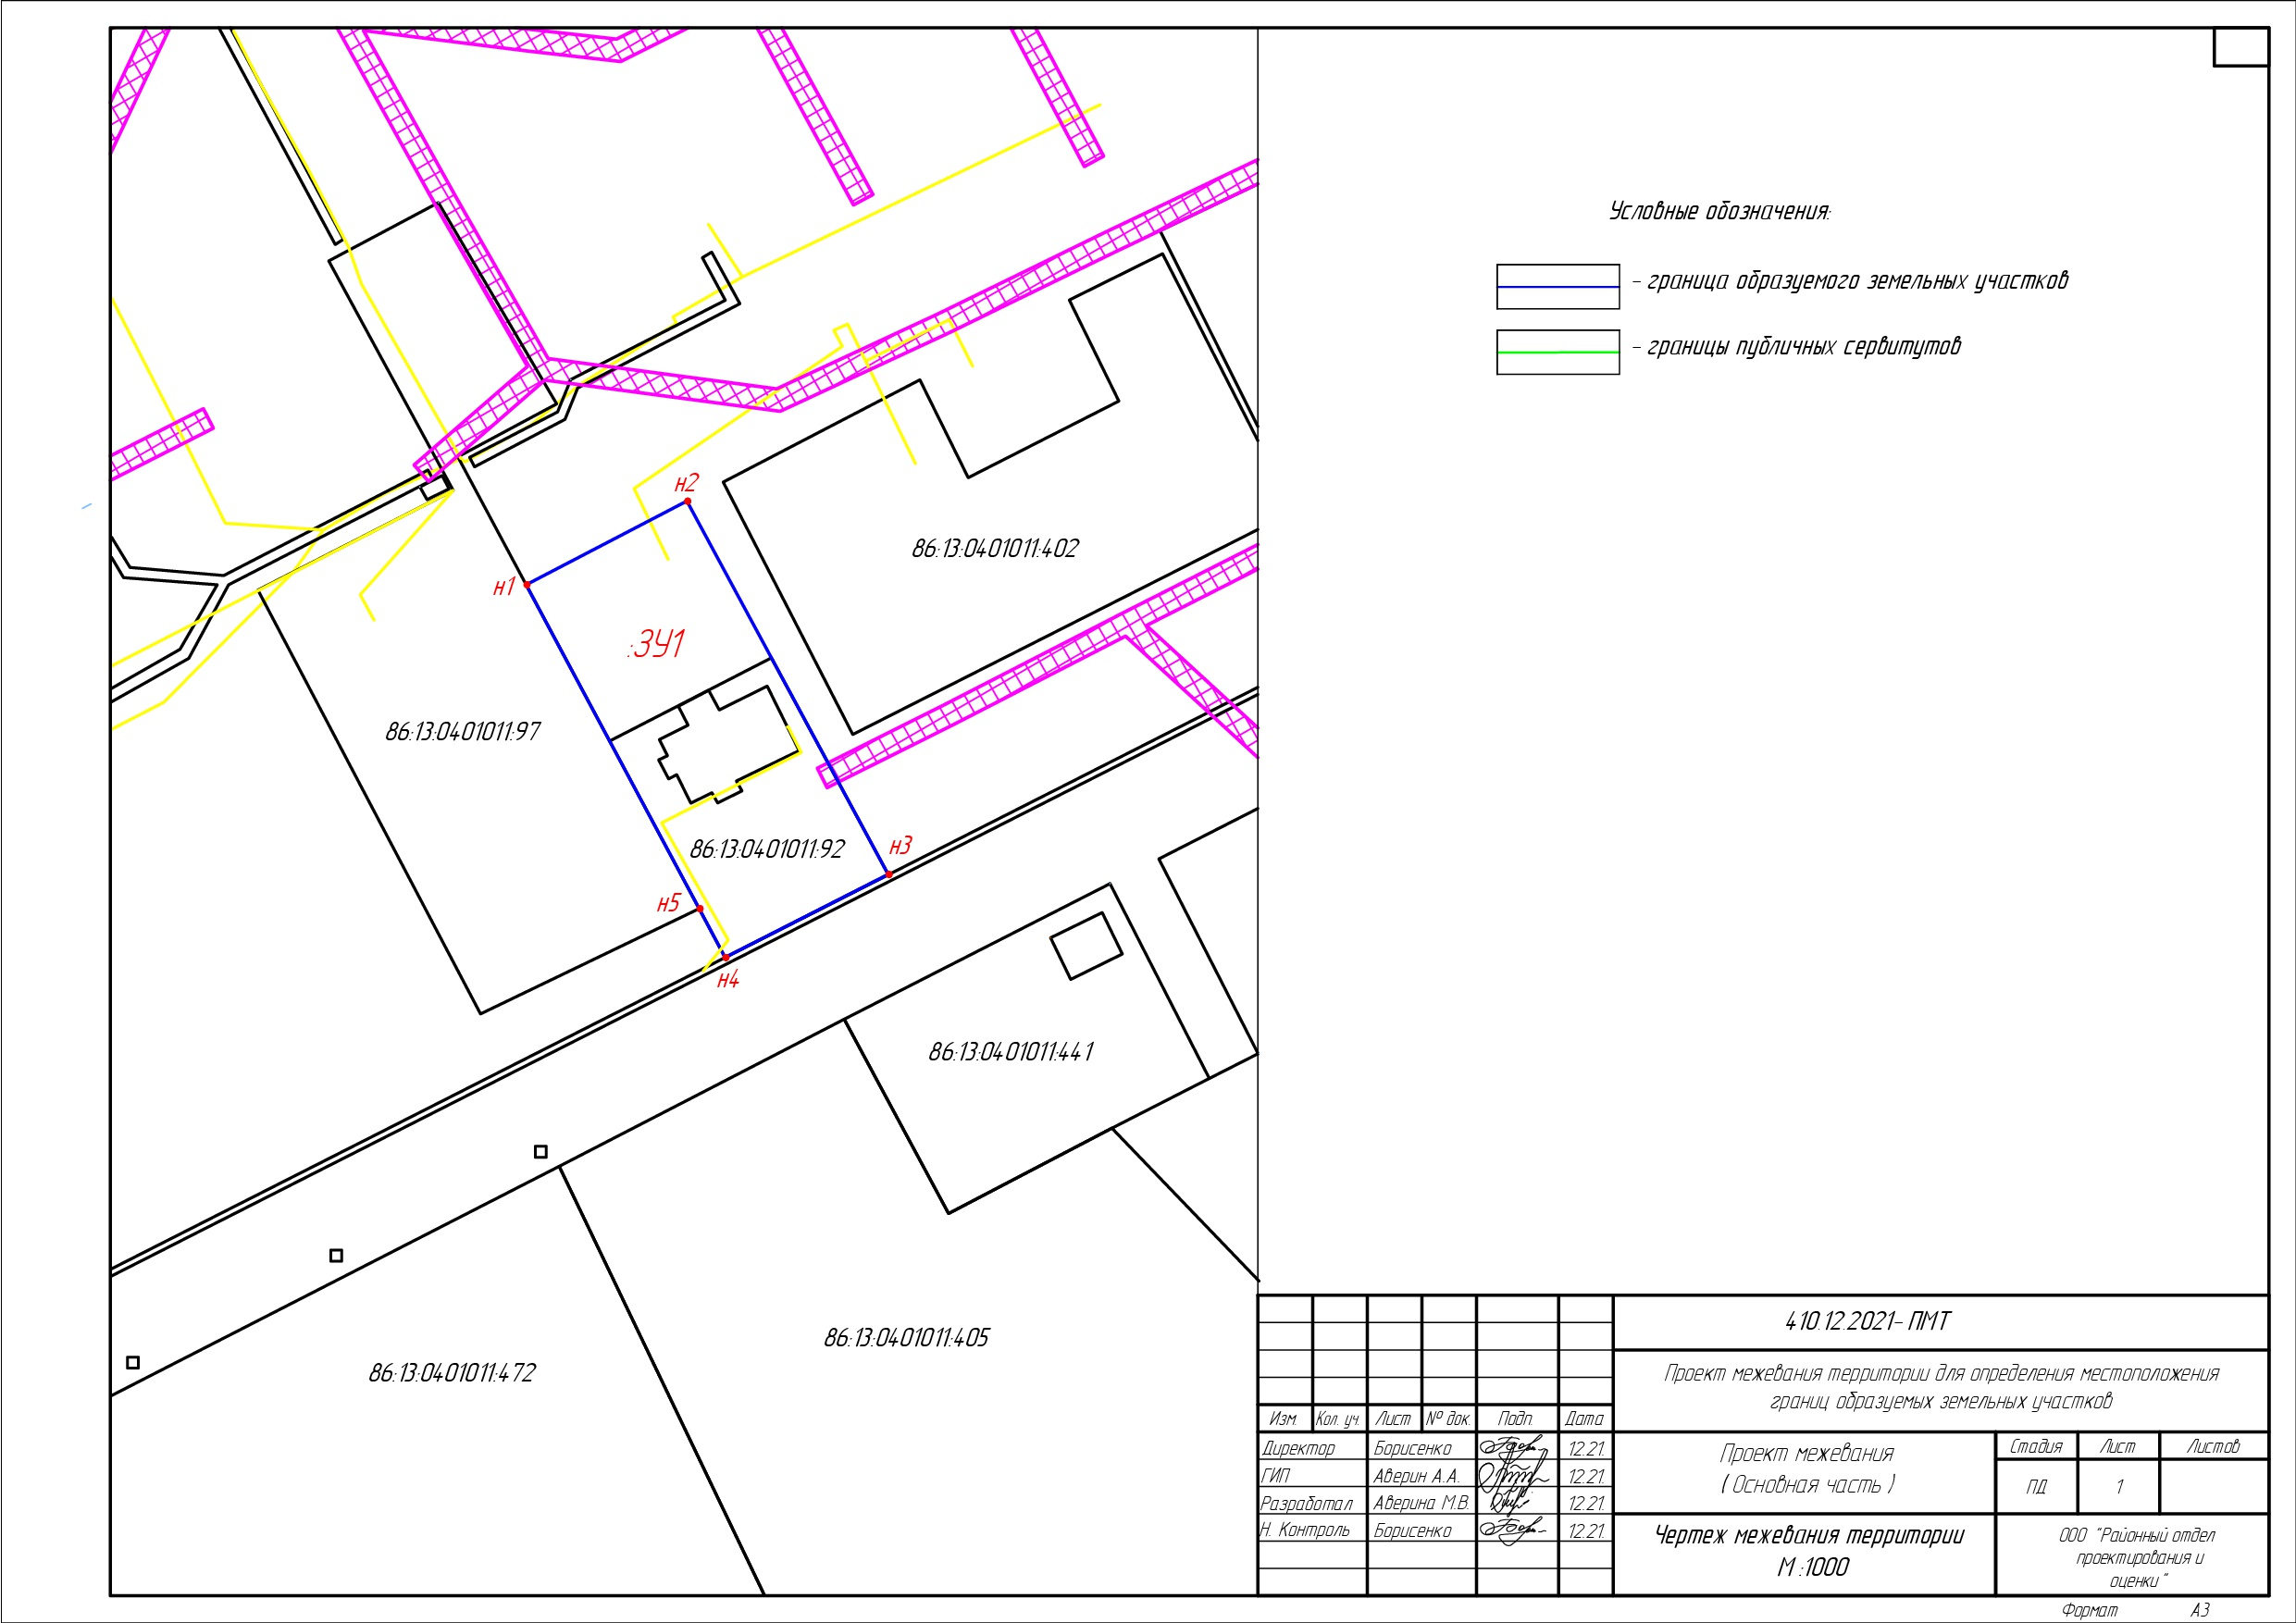 Условные обозначения:
- граница образуемого земельных участков
- границы публичных сервитутов
н2
86:13:0401011:402
н1
:ЗУ1
86:13:0401011:97
86:13:0401011:92
н3
н5
н4
86:13:0401011:441
86:13:0401011:405
86:13:0401011:472
410.12.2021- ПМТ
Проект межевания территории для определения местоположения
границ образуемых земельных участков
Изм. Кол. уч. Лист № док. Подп. Дата
Директор Борисенко 12.21.
ГИП Аверин А.А. 12.21.
Разработал Аверина М.В. 12.21.
Н. Контроль Борисенко 12.21.
Проект межевания
( Основная часть )
Стадия Лист Листов
ПД 1
Чертеж межевания территории
М :1000
ООО "Районный отдел
проектирования и
оценки"
Формат А3